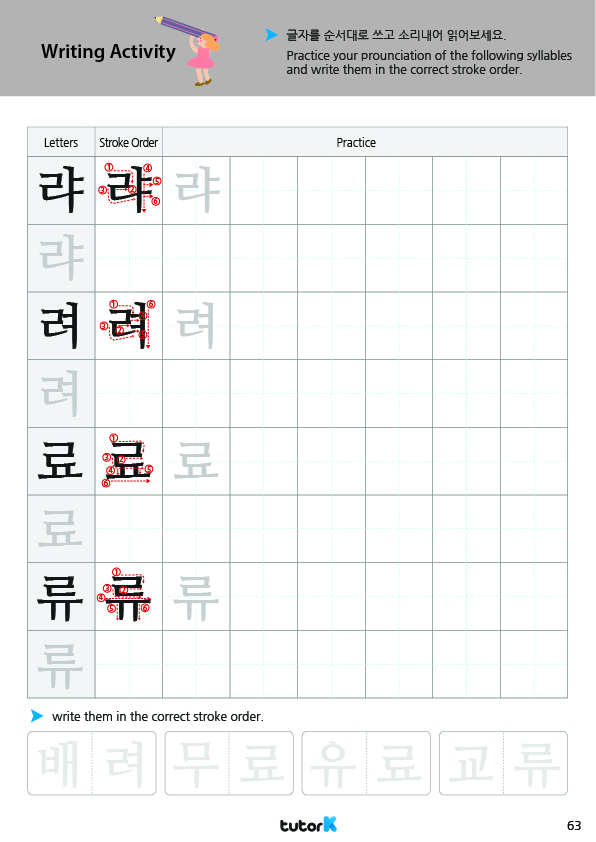 Writing Activity
글자를 순서대로 쓰고 소리내어 읽어보세요.
Practice your prounciation of the following syllables
and write them in the correct stroke order.
Letters Stroke Order Practice
랴 랴 랴
① ④ ⑤ ③ ② ⑥
랴
려 려 려
① ⑥ ③ ②
려
료 료 료
① ③ ② ④ ⑤ ⑥
료
류 류 류
① ③ ② ④ ⑤ ⑥
류
write them in the correct stroke order.
배려 무료 유료 교류
tutorK
63